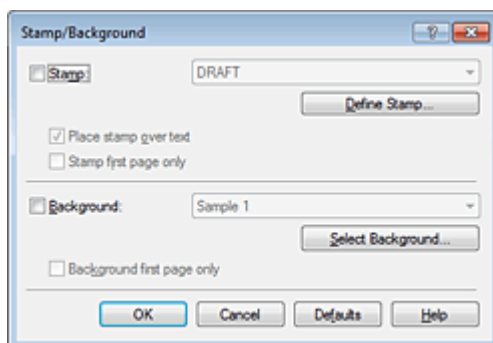 Stamp/Background
Stamp: DRAFT
Define Stamp...
Place stamp over text
Stamp first page only
Background: Sample 1
Select Background...
Background first page only
OK Cancel Defaults Help